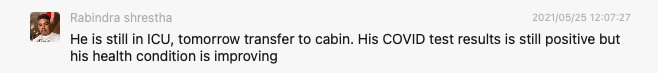 Rabindra shrestha
2021/05/25 12:07:27
He is still in ICU, tomorrow transfer to cabin. His COVID test results is still positive but
his health condition is improving